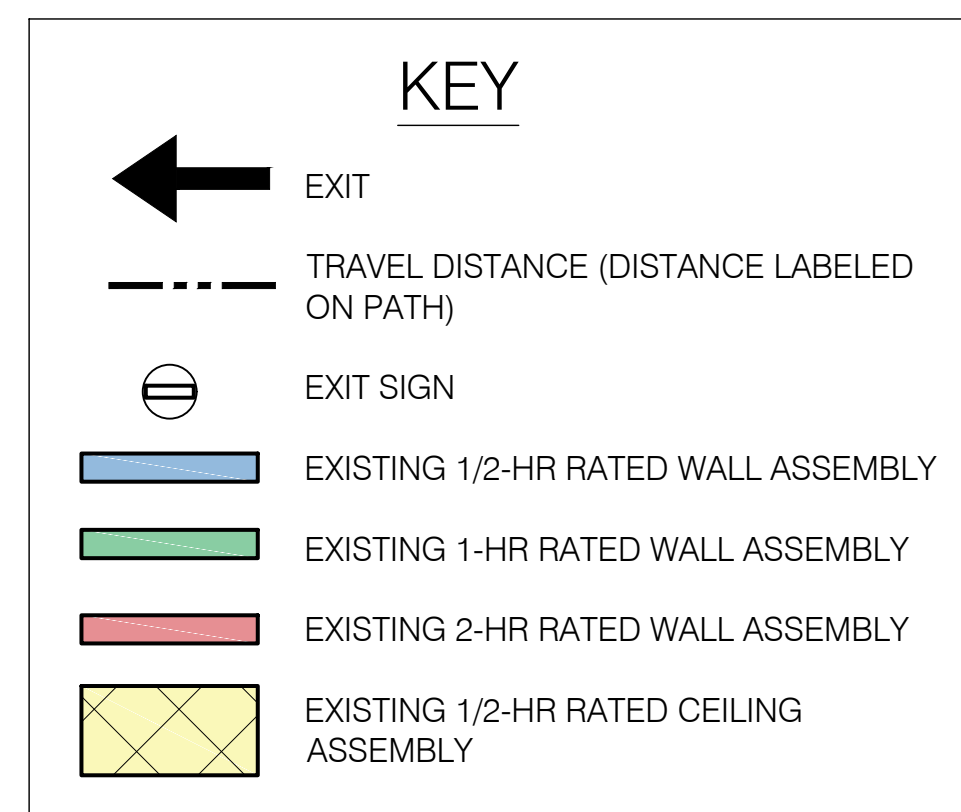 KEY
EXIT
TRAVEL DISTANCE (DISTANCE LABELED
ON PATH)
EXIT SIGN
EXISTING 1/2-HR RATED WALL ASSEMBLY
EXISTING 1-HR RATED WALL ASSEMBLY
EXISTING 2-HR RATED WALL ASSEMBLY
EXISTING 1/2-HR RATED CEILING
ASSEMBLY